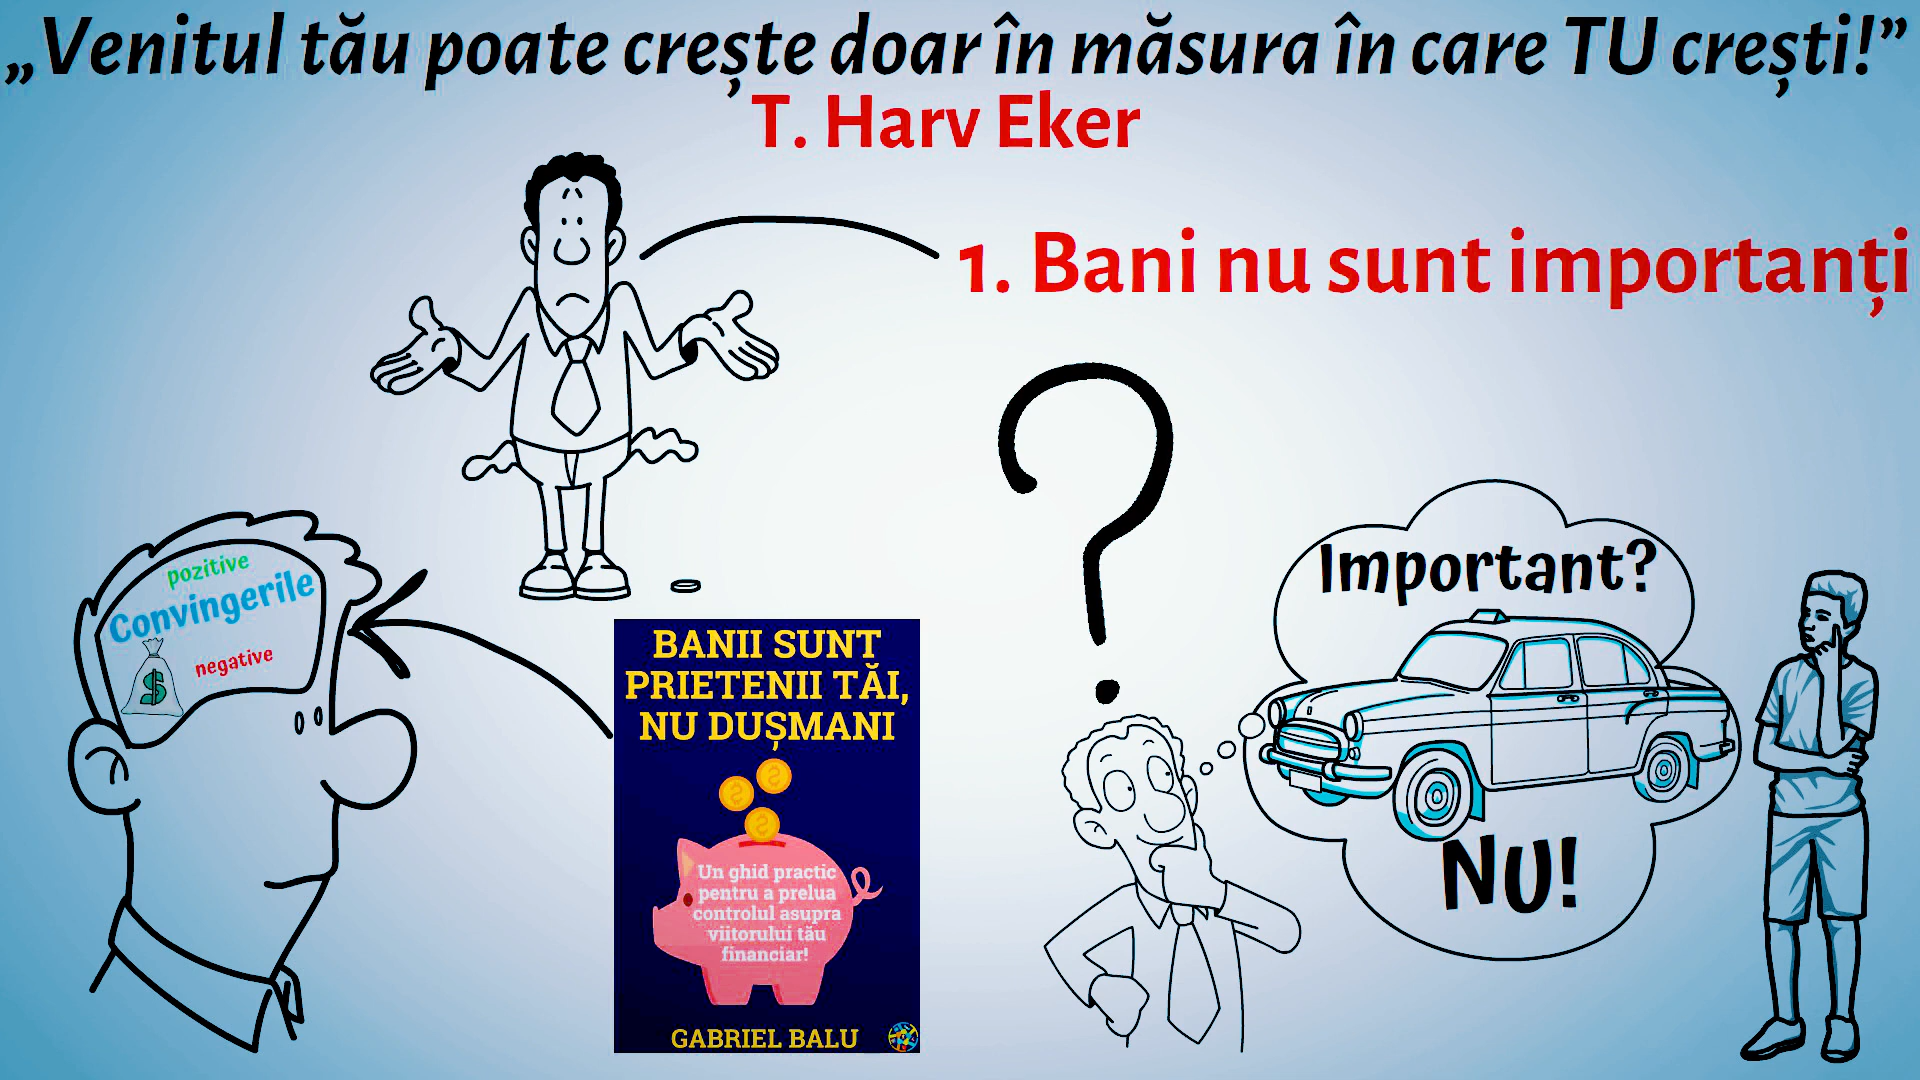 „Venitul tău poate crește doar în măsura în care TU crești!”
T. Harv Eker
1. Bani nu sunt importanți
pozitive
Convingerile
negative
$
BANII SUNT
PRIETENII TĂI,
NU DUȘMANI
Un ghid practic
pentru a prelua
controlul asupra
viitorului tău
financiar!
GABRIEL BALU
?
Important?
NU!